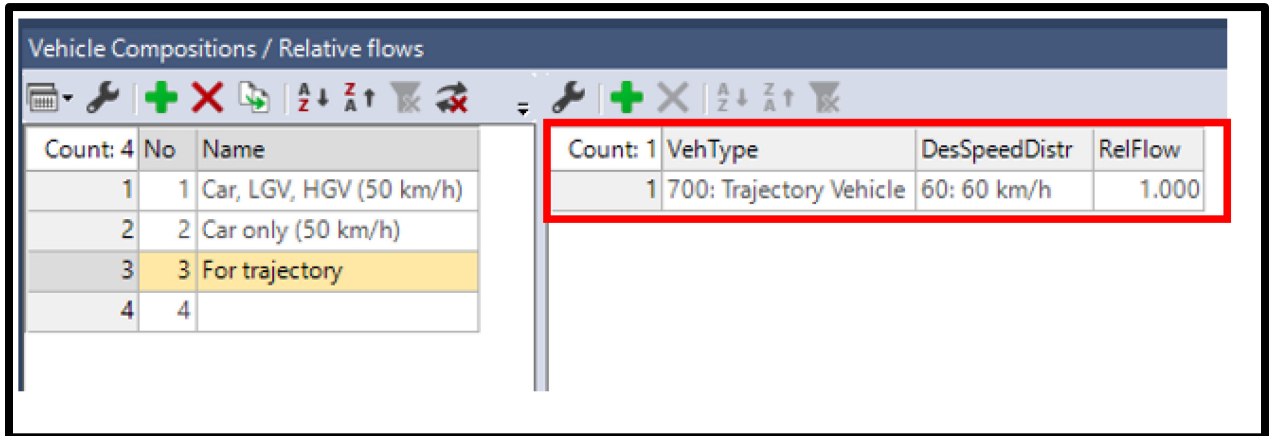 Vehicle Compositions / Relative flows
Count: 4 No Name
1 1 Car, LGV, HGV (50 km/h)
2 2 Car only (50 km/h)
3 3 For trajectory
4 4
Count: 1 VehType DesSpeedDistr RelFlow
1 700: Trajectory Vehicle 60: 60 km/h 1.000